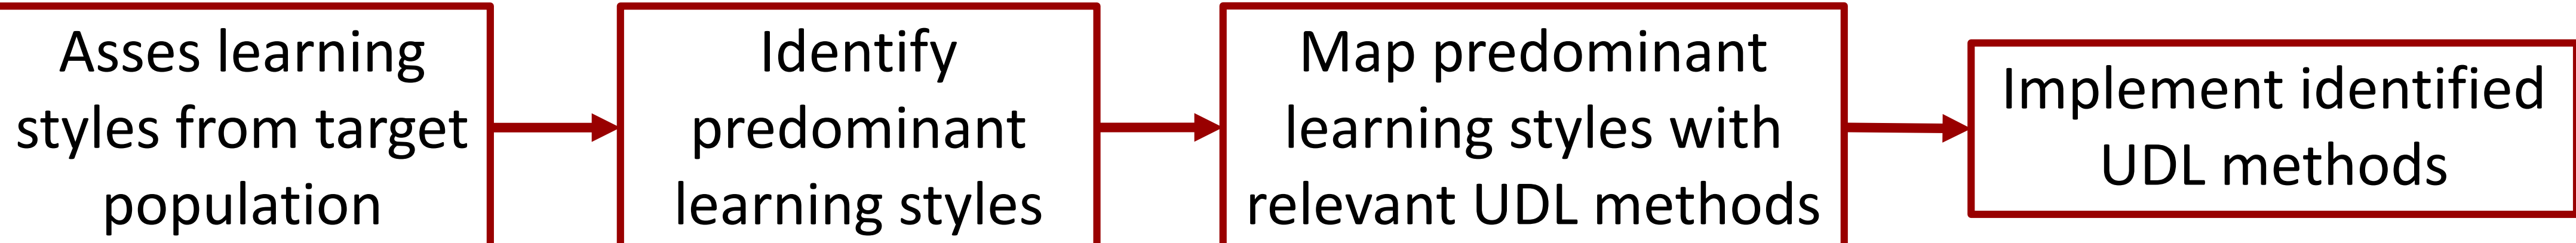 Asses learning
styles from target
population
Identify
predominant
learning styles
Map predominant
learning styles with
relevant UDL methods
Implement identified
UDL methods